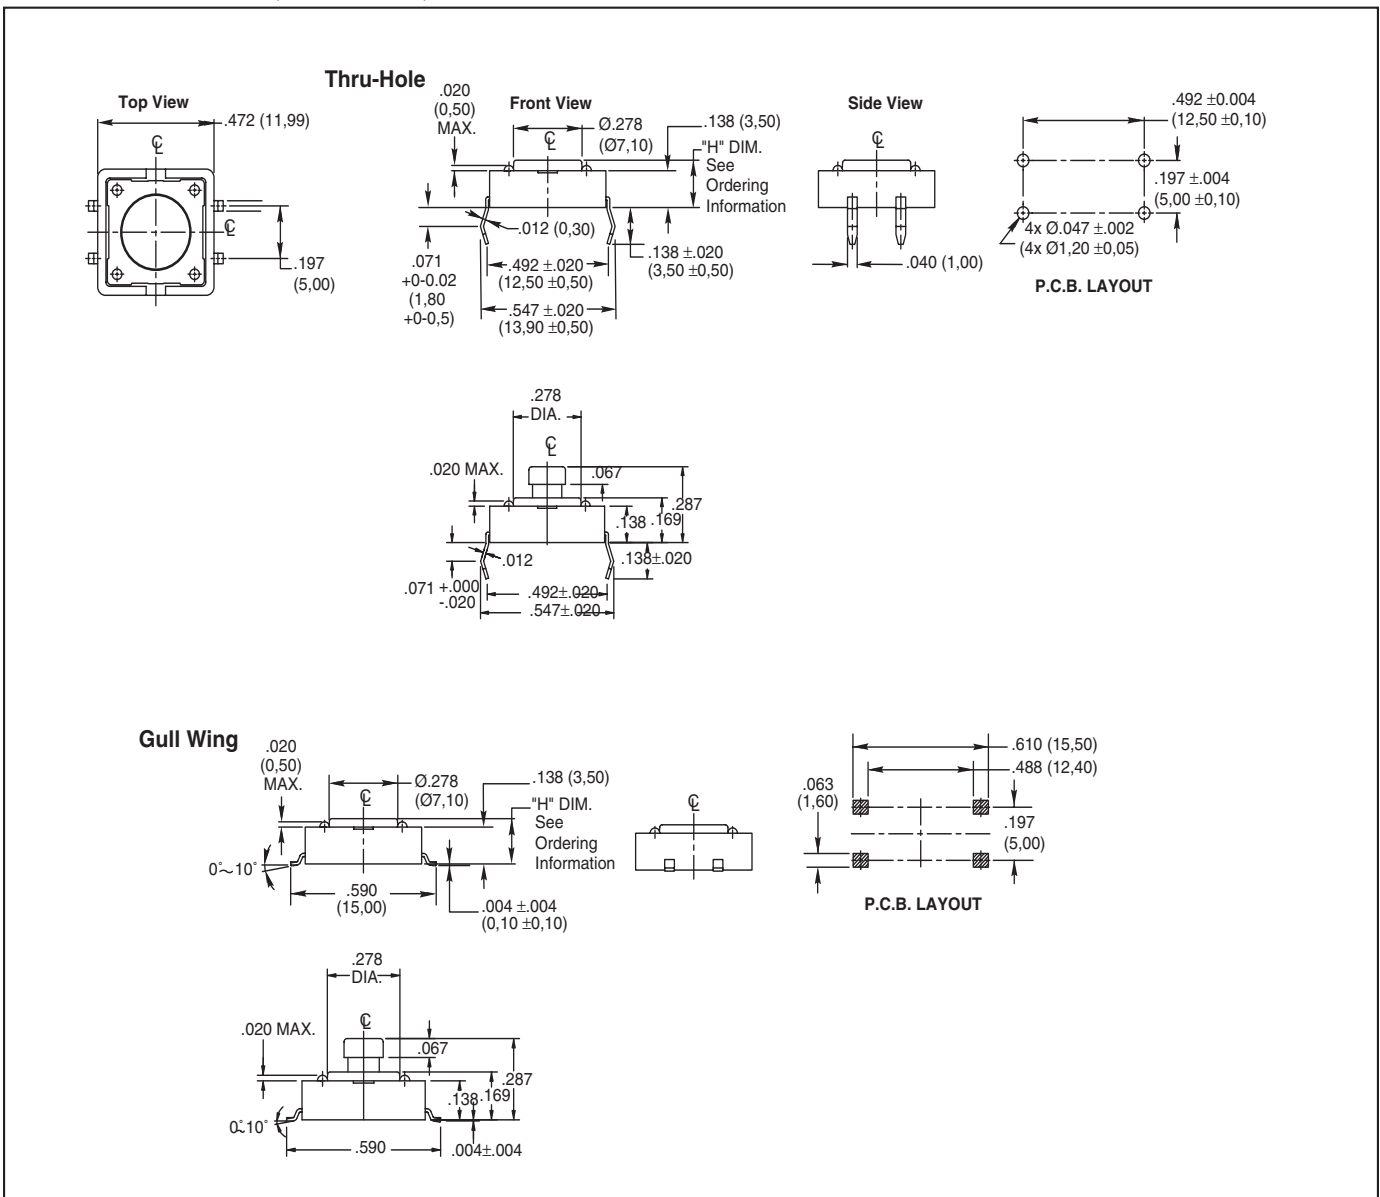 Thru-Hole
Top View
.472 (11,99)
℄
℄
.197
(5,00)
.020
(0,50)
MAX.
Front View
Ø.278
(Ø7,10)
℄
.138 (3,50)
"H" DIM.
See
Ordering
Information
.012 (0,30)
.071
+0-0.02
(1,80
+0-0,5)
.492 ±.020
(12,50 ±0,50)
.547 ±.020
(13,90 ±0,50)
.138 ±.020
(3,50 ±0,50)
Side View
℄
.040 (1,00)
.492 ±0.004
(12,50 ±0,10)
.197 ±.004
(5,00 ±0,10)
4x Ø.047 ±.002
(4x Ø1,20 ±0,05)
P.C.B. LAYOUT
.278
DIA.
℄
.020 MAX.
.067
.287
.138
.169
.012
.138±.020
.071 +.000
-.020
.492±.020
.547±.020
Gull Wing
.020
(0,50)
MAX.
Ø.278
(Ø7,10)
℄
.138 (3,50)
"H" DIM.
See
Ordering
Information
0°~10°
.590
(15,00)
.004 ±.004
(0,10 ±0,10)
℄
.610 (15,50)
.488 (12,40)
.063
(1,60)
.197
(5,00)
P.C.B. LAYOUT
.278
DIA.
℄
.020 MAX.
.067
.287
.138
.169
0°~10°
.590
.004±.004